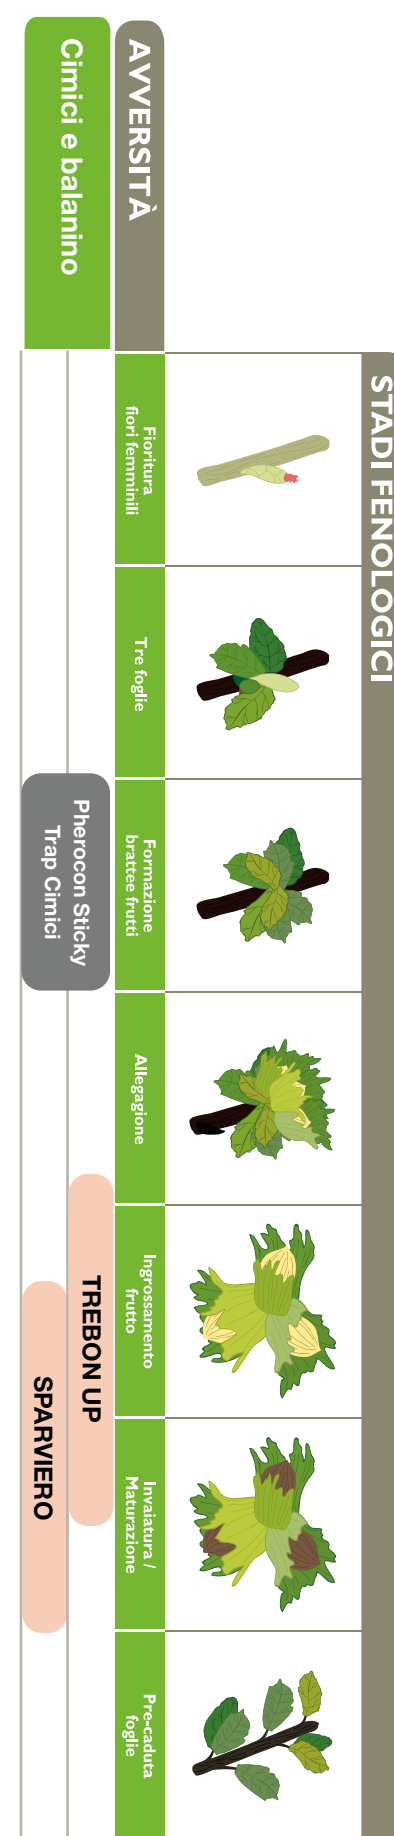 STADI FENOLOGICI
AVVERSITÀ
Fioritura
fiori femminili
Tre foglie
Formazione
brattee frutti
Allegagione
Ingrossamento
frutto
Invaiatura /
Maturazione
Pre-caduta
foglie
Cimici e balanino
Pherocon Sticky
Trap Cimici
TREBON UP
SPARVIERO